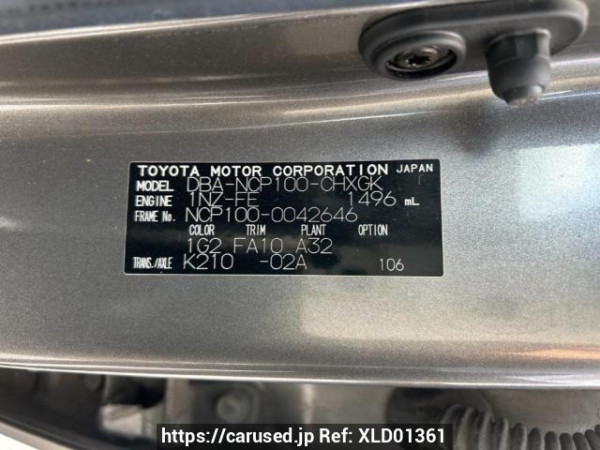 TOYOTA MOTOR CORPORATION JAPAN
MODEL DBA-NCP100-CHXGK
ENGINE 1NZ-FE 1496 mL
FRAME No. NCP100-0042646
COLOR TRIM PLANT OPTION
1G2 FA10 A32
TRANS./AXLE K210 -02A 106
https://carused.jp Ref: XLD01361